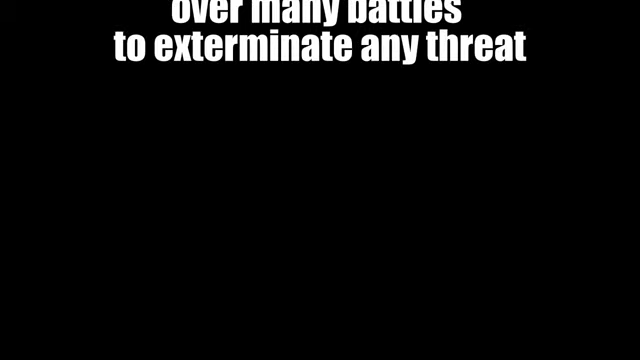 over many battles
to exterminate any threat